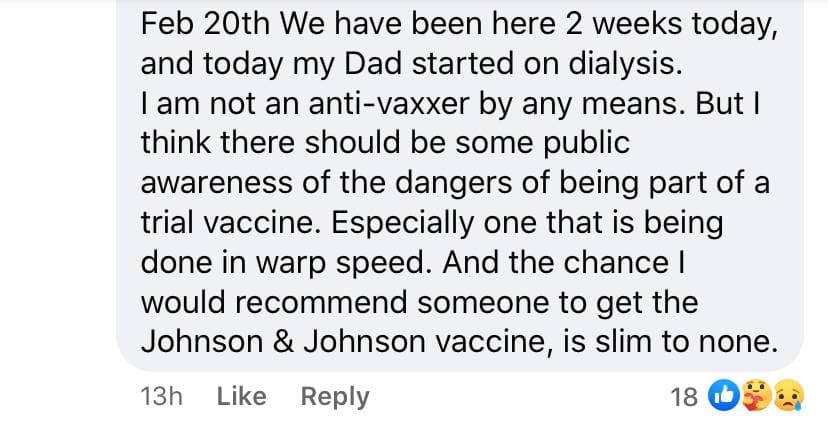 Feb 20th We have been here 2 weeks today,
and today my Dad started on dialysis.
I am not an anti-vaxxer by any means. But I
think there should be some public
awareness of the dangers of being part of a
trial vaccine. Especially one that is being
done in warp speed. And the chance I
would recommend someone to get the
Johnson & Johnson vaccine, is slim to none.
13h Like Reply 18